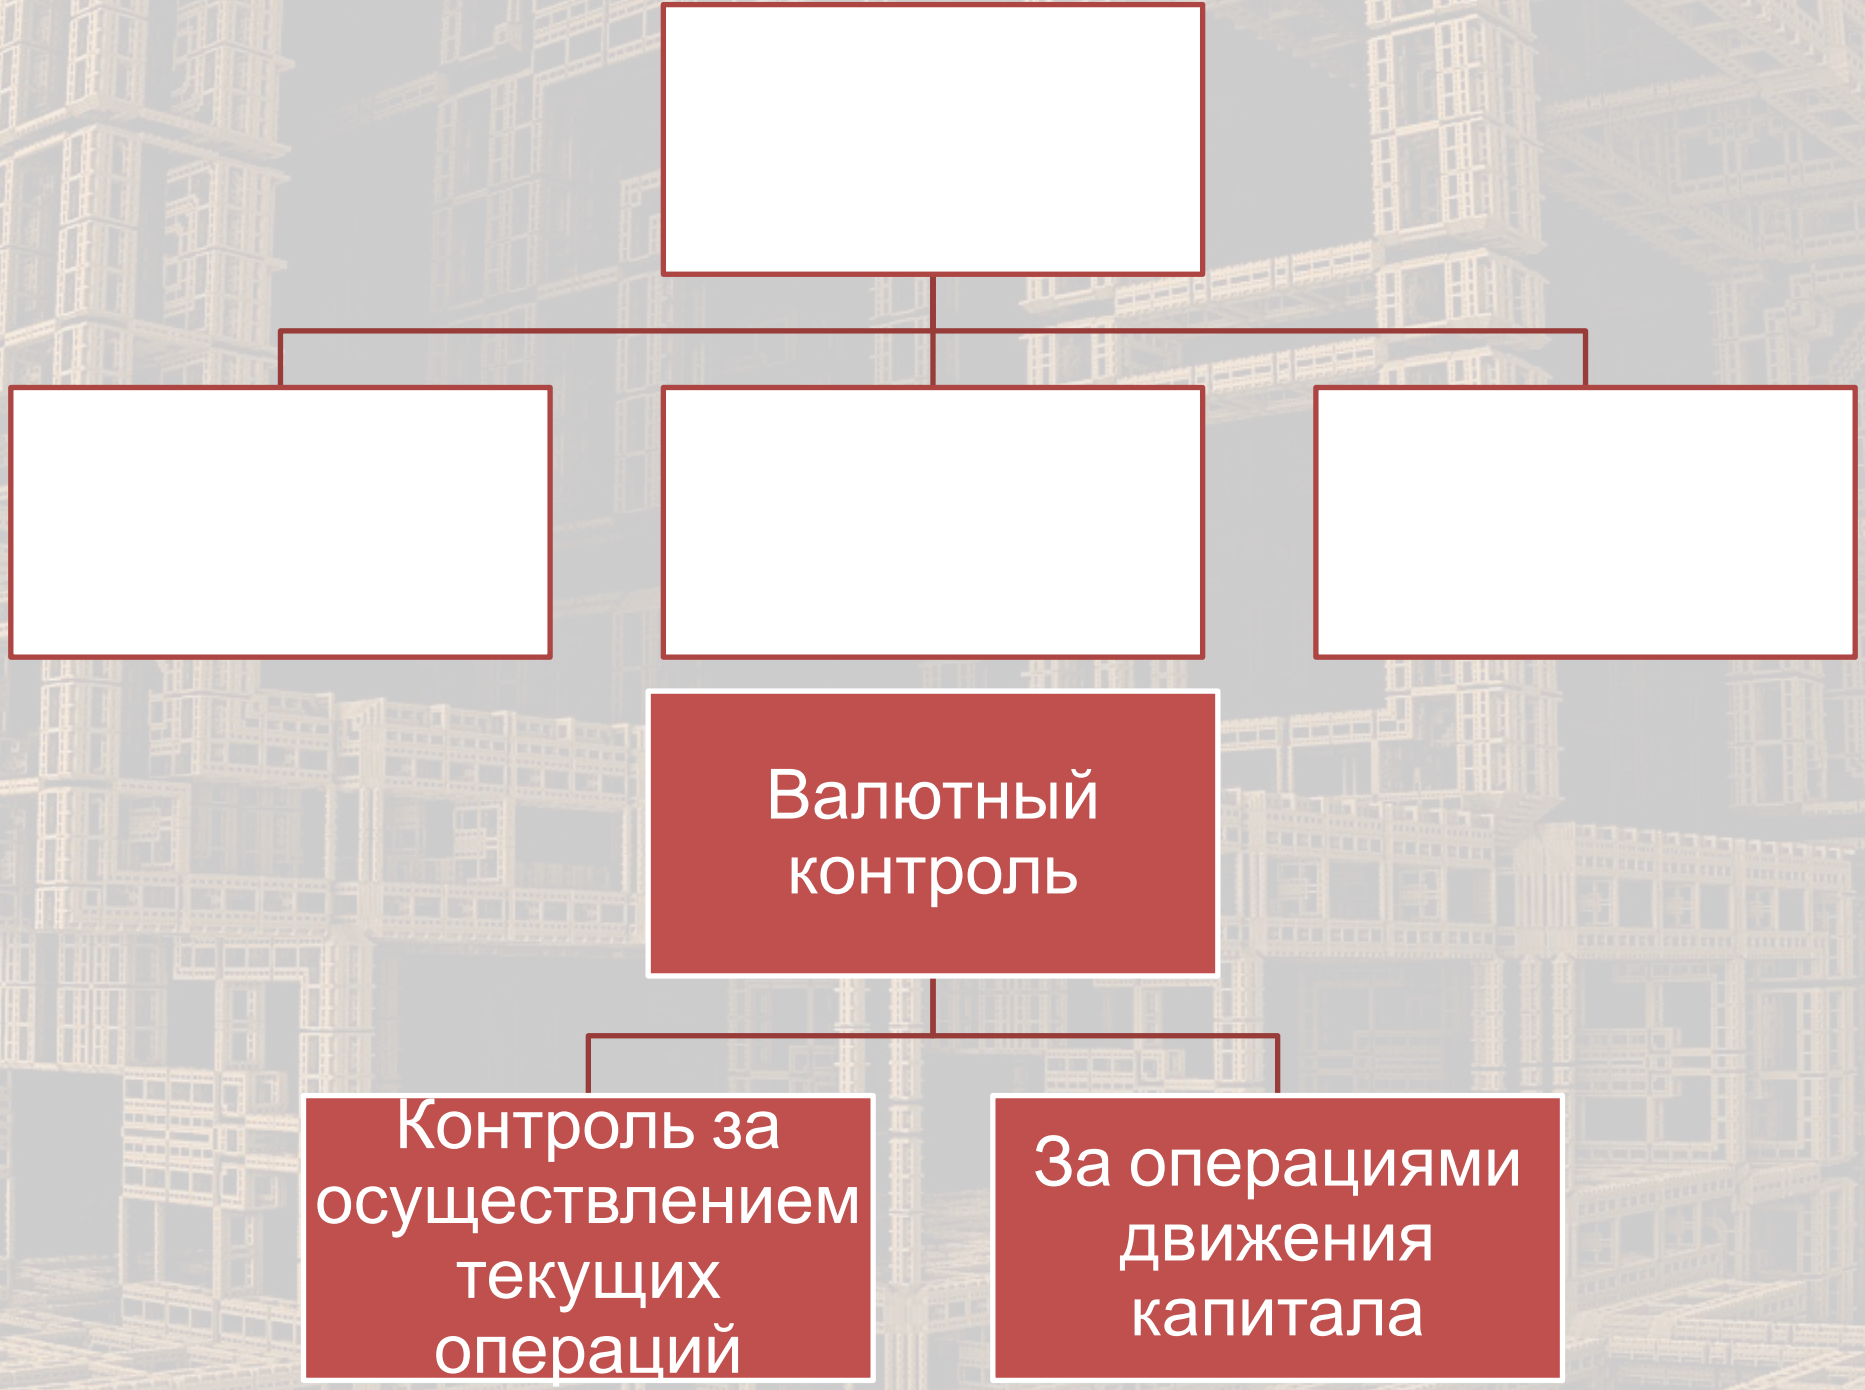 Валютный
контроль
Контроль за
осуществлением
текущих
операций
За операциями
движения
капитала